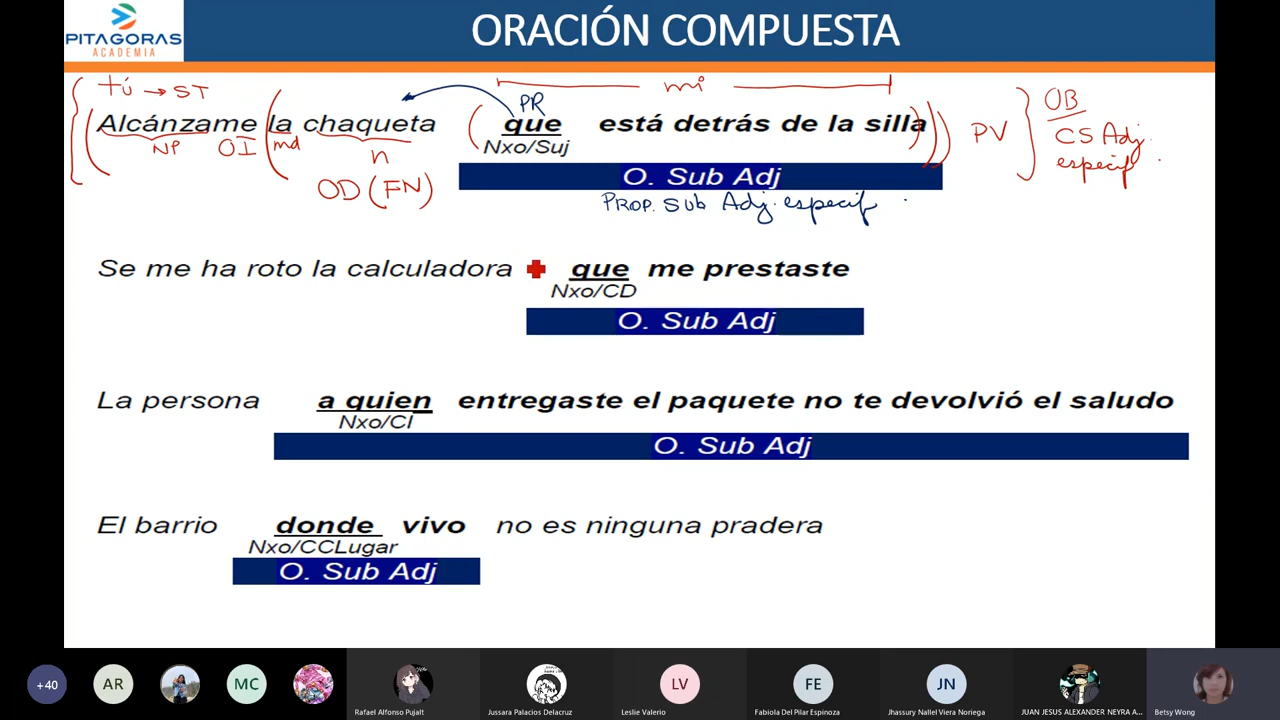 PITAGORAS
ACADEMIA
ORACIÓN COMPUESTA
tú → ST
mi
OB
PR
Alcánzame la chaqueta que está detrás de la silla
PV
CS Adj.
especif
NP OI md n
Nxo/Suj
OD (FN)
O. Sub Adj
PROP. Sub Adj. especif.
Se me ha roto la calculadora que me prestaste
Nxo/CD
O. Sub Adj
La persona a quien entregaste el paquete no te devolvió el saludo
Nxo/CI
O. Sub Adj
El barrio donde vivo no es ninguna pradera
Nxo/CCLugar
O. Sub Adj
+40
AR
MC
LV
FE
JN
Rafael Alfonso Pujalt
Jussara Palacios Delacruz
Leslie Valerio
Fabiola Del Pilar Espinoza
Jhassury Nallel Viera Noriega
JUAN JESUS ALEXANDER NEYRA A...
Betsy Wong